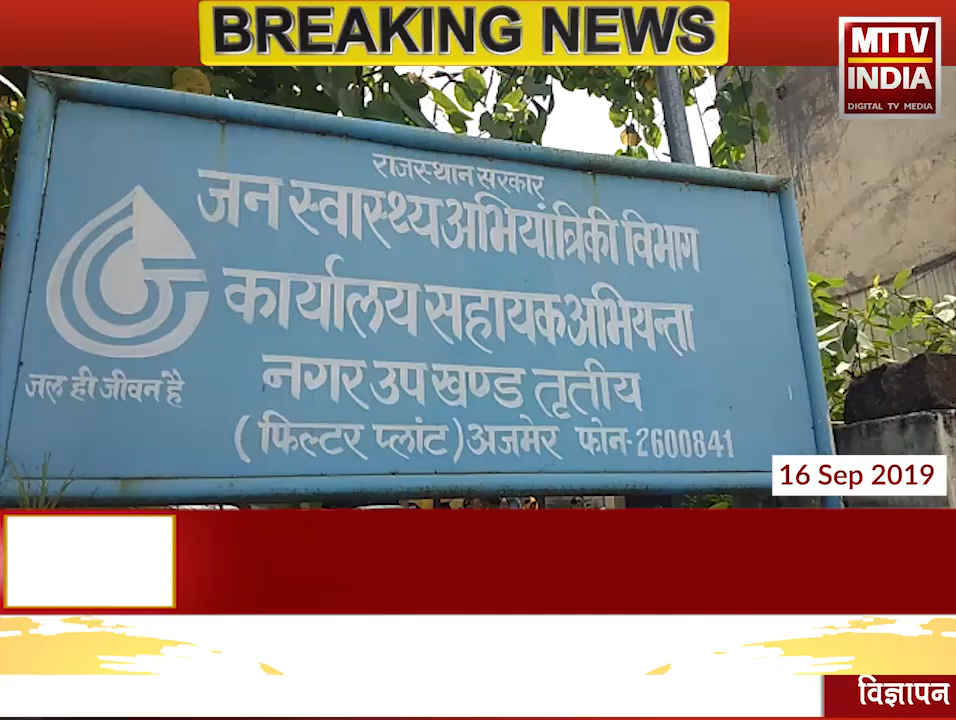 BREAKING NEWS
MTTV
INDIA
DIGITAL TV MEDIA
राजस्थान सरकार
जन स्वास्थ्य अभियांत्रिकी विभाग
कार्यालय सहायक अभियन्ता
नगर उप खण्ड तृतीय
(फिल्टर प्लांट) अजमेर फोन-2600841
जल ही जीवन है
16 Sep 2019
विज्ञापन